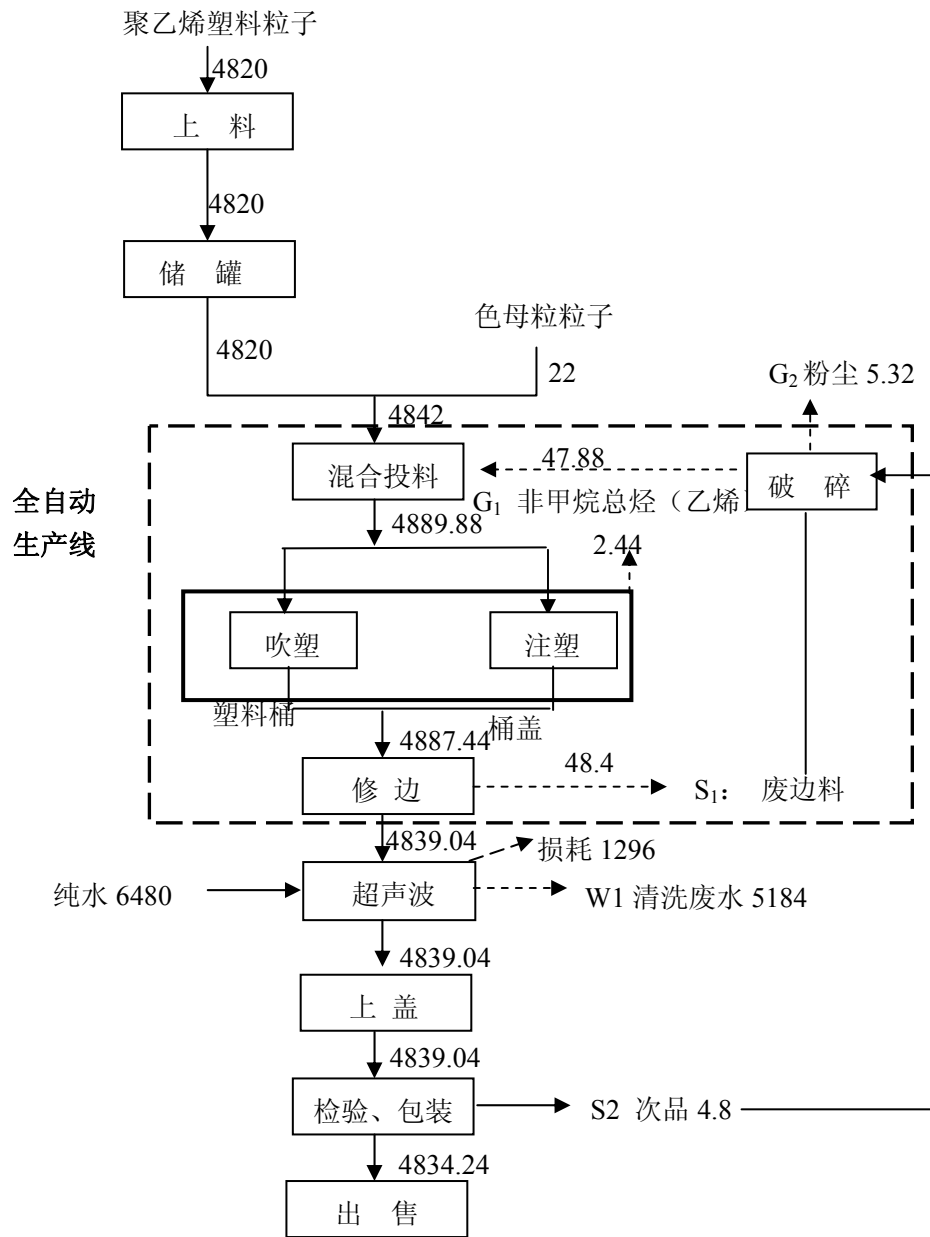 聚乙烯塑料粒子
4820
上 料
4820
储 罐
色母粒粒子
4820
22
G₂ 粉尘 5.32
4842
47.88
混合投料
破 碎
全自动
生产线
G₁ 非甲烷总烃（乙烯）
4889.88
2.44
吹塑
注塑
塑料桶
桶盖
4887.44
48.4
修 边
S₁： 废边料
4839.04
损耗 1296
纯水 6480
超声波
W1 清洗废水 5184
4839.04
上 盖
4839.04
检验、包装
S2 次品 4.8
4834.24
出 售